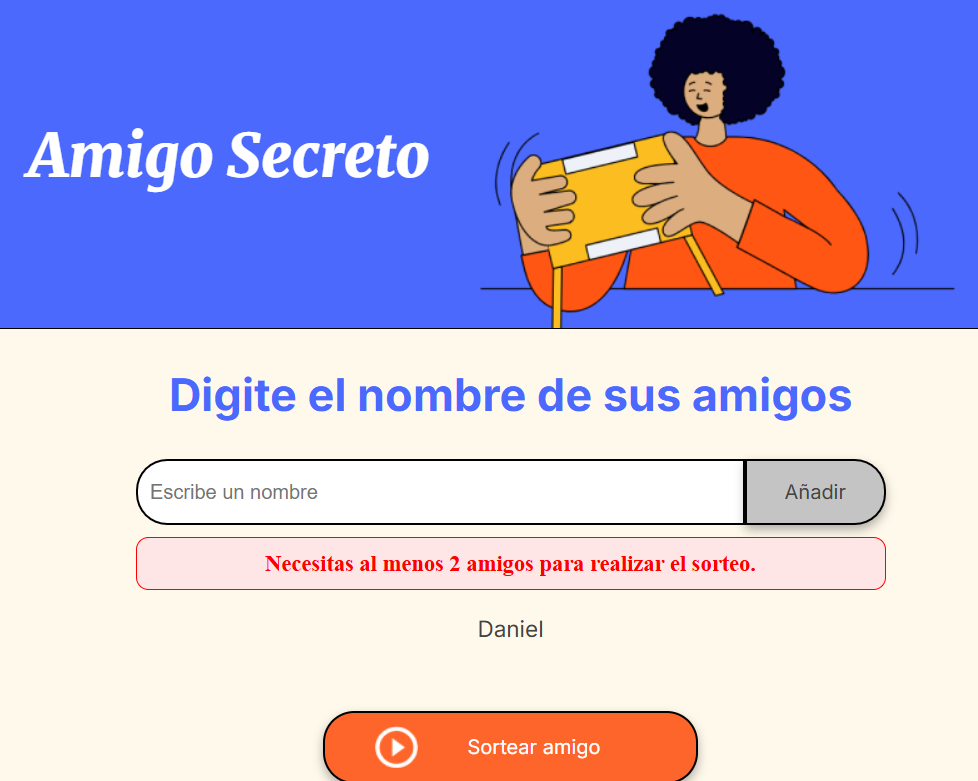 Amigo Secreto
Digite el nombre de sus amigos
Escribe un nombre
Añadir
Necesitas al menos 2 amigos para realizar el sorteo.
Daniel
Sortear amigo